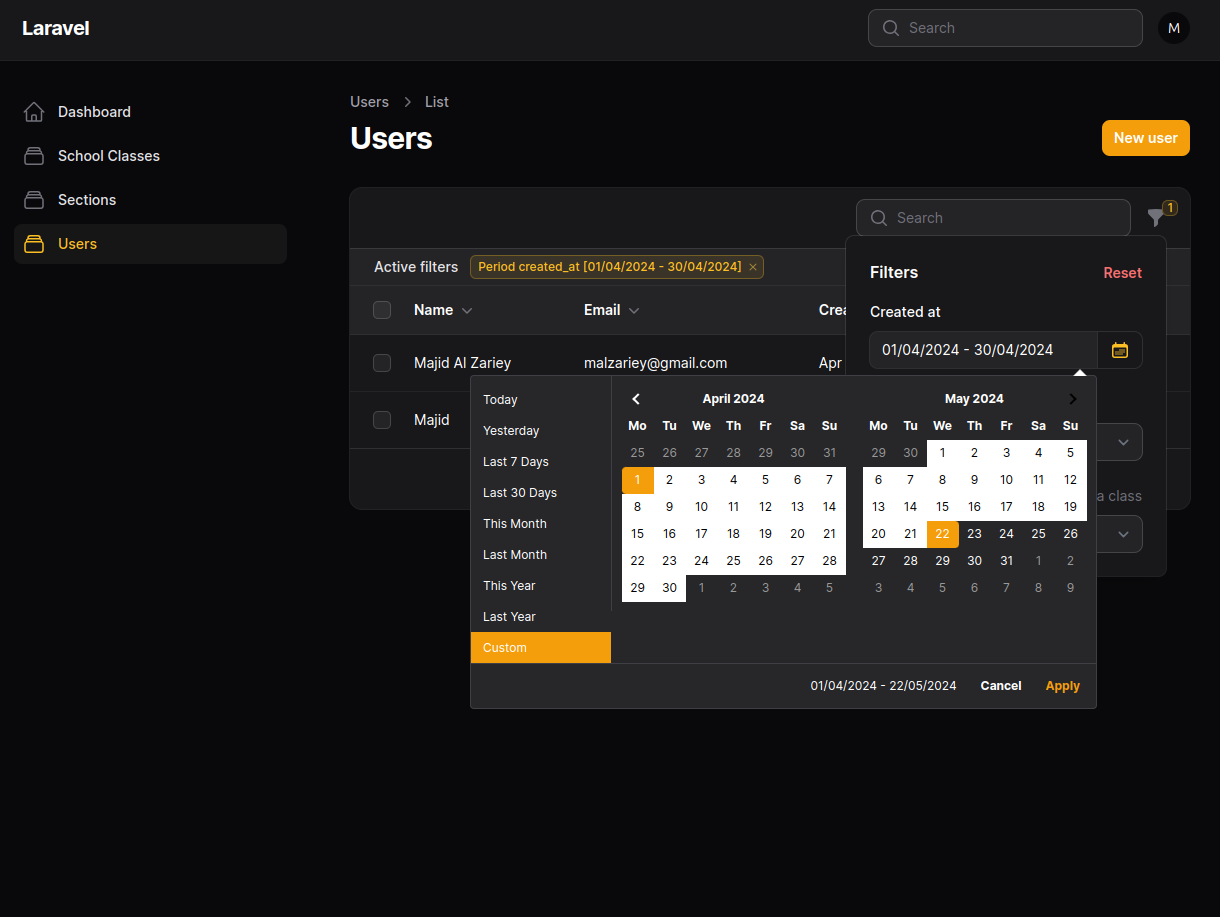 Laravel
Search
M
Dashboard
School Classes
Sections
Users
Users
List
Users
New user
Search
1
Active filters
Period created_at [01/04/2024 - 30/04/2024]
Name
Email
Crea
Majid Al Zariey
malzariey@gmail.com
Apr
Majid
Filters
Reset
Created at
01/04/2024 - 30/04/2024
a class
Today
Yesterday
Last 7 Days
Last 30 Days
This Month
Last Month
This Year
Last Year
Custom
April 2024
Mo Tu We Th Fr Sa Su
25 26 27 28 29 30 31
1 2 3 4 5 6 7
8 9 10 11 12 13 14
15 16 17 18 19 20 21
22 23 24 25 26 27 28
29 30 1 2 3 4 5
May 2024
Mo Tu We Th Fr Sa Su
29 30 1 2 3 4 5
6 7 8 9 10 11 12
13 14 15 16 17 18 19
20 21 22 23 24 25 26
27 28 29 30 31 1 2
3 4 5 6 7 8 9
01/04/2024 - 22/05/2024
Cancel
Apply